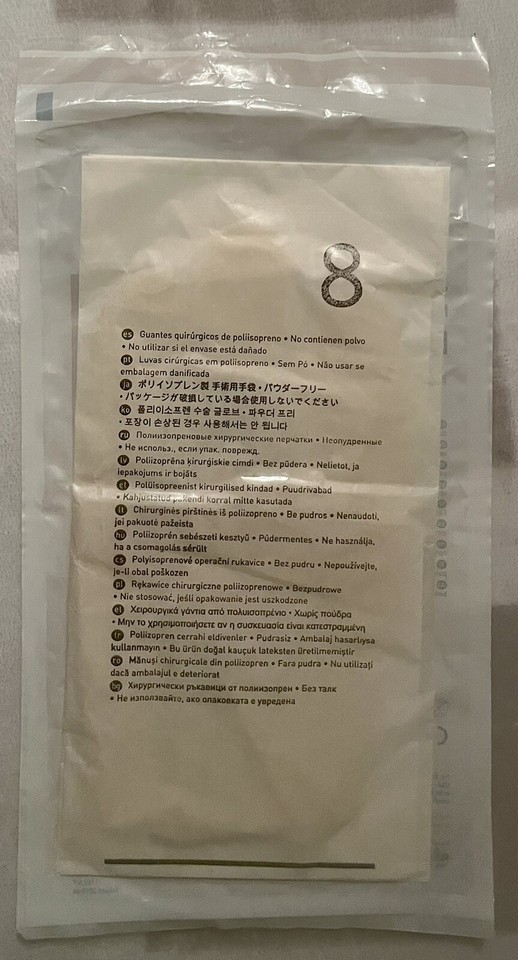 8
es Guantes quirúrgicos de poliisopreno • No contienen polvo
• No utilizar si el envase está dañado
pt Luvas cirúrgicas em poliisopreno • Sem Pó • Não usar se
embalagem danificada
ja ポリイソプレン製 手術用手袋・パウダーフリー
・パッケージが破損している場合使用しないでください
ko 폴리이소프렌 수술 글로브・파우더 프리
・포장이 손상된 경우 사용해서는 안 됩니다
ru Полиизопреновые хирургические перчатки • Неопудренные
• Не использ., если упак. поврежд.
lv Poliizoprēna ķirurģiskie cimdi • Bez pūdera • Nelietot, ja
iepakojums ir bojāts
et Polüisopreenist kirurgilised kindad • Puudrivabad
• Kahjustatud pakendi korral mitte kasutada
lt Chirurginės pirštinės iš poliizopreno • Be pudros • Nenaudoti,
jei pakuotė pažeista
hu Poliizoprén sebészeti kesztyű • Púdermentes • Ne használja,
ha a csomagolás sérült
cs Polyisoprenové operační rukavice • Bez pudru • Nepoužívejte,
je-li obal poškozen
pl Rękawice chirurgiczne poliizoprenowe • Bezpudrowe
• Nie stosować, jeśli opakowanie jest uszkodzone
el Χειρουργικά γάντια από πολυισοπρένιο • Χωρίς πούδρα
• Μην το χρησιμοποιήσετε αν η συσκευασία είναι κατεστραμμένη
tr Poliizopren cerrahi eldivenler • Pudrasız • Ambalaj hasarlıysa
kullanmayın • Bu ürün doğal kauçuk lateksten üretilmemiştir
ro Mănuși chirurgicale din poliizopren • Fara pudra • Nu utilizați
dacă ambalajul e deteriorat
bg Хирургически ръкавици от полиизопрен • Без талк
• Не използвайте, ако опаковката е увредена